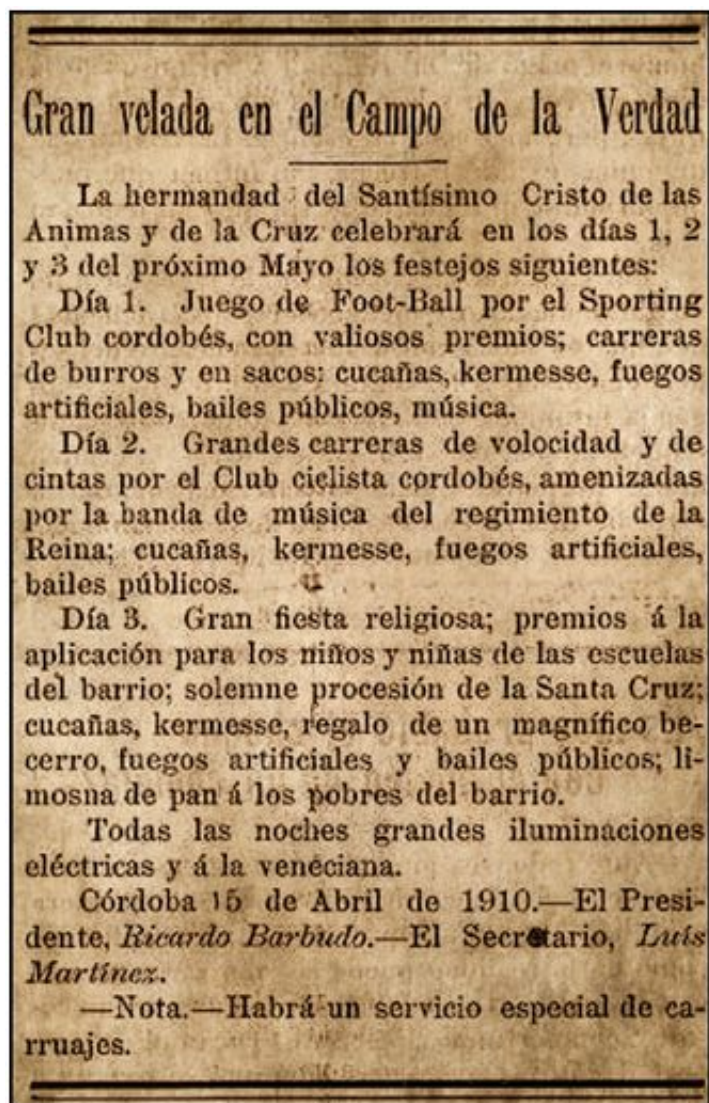 Gran velada en el Campo de la Verdad
La hermandad del Santísimo Cristo de las
Animas y de la Cruz celebrará en los días 1, 2
y 3 del próximo Mayo los festejos siguientes:
Día 1. Juego de Foot-Ball por el Sporting
Club cordobés, con valiosos premios; carreras
de burros y en sacos: cucañas, kermesse, fuegos
artificiales, bailes públicos, música.
Día 2. Grandes carreras de volocidad y de
cintas por el Club ciclista cordobés, amenizadas
por la banda de música del regimiento de la
Reina; cucañas, kermesse, fuegos artificiales,
bailes públicos.
Día 3. Gran fiesta religiosa; premios á la
aplicación para los niños y niñas de las escuelas
del barrio; solemne procesión de la Santa Cruz;
cucañas, kermesse, regalo de un magnífico be-
cerro, fuegos artificiales y bailes públicos; li-
mosna de pan á los pobres del barrio.
Todas las noches grandes iluminaciones
eléctricas y á la veneciana.
Córdoba 15 de Abril de 1910.—El Presi-
dente, Ricardo Barbudo.—El Secretario, Luis
Martínez.
—Nota.—Habrá un servicio especial de ca-
rruajes.